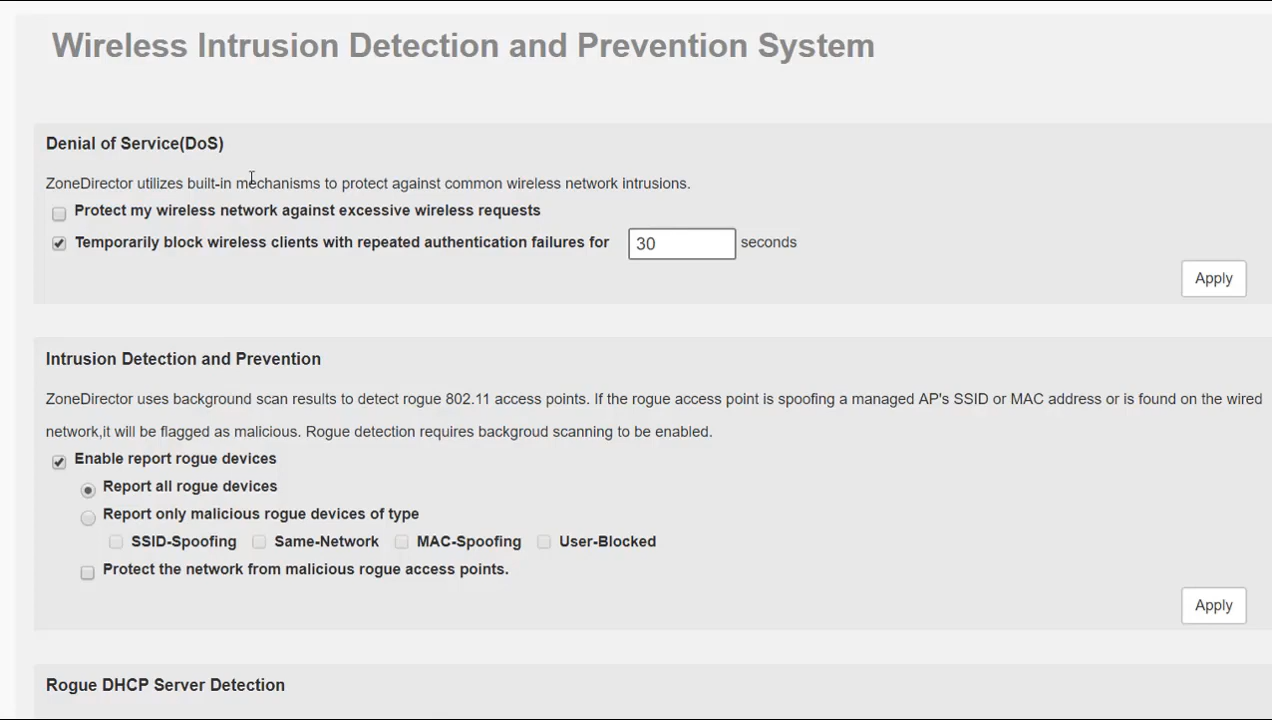 Wireless Intrusion Detection and Prevention System
Denial of Service(DoS)
ZoneDirector utilizes built-in mechanisms to protect against common wireless network intrusions.
Protect my wireless network against excessive wireless requests
Temporarily block wireless clients with repeated authentication failures for 30 seconds
Apply
Intrusion Detection and Prevention
ZoneDirector uses background scan results to detect rogue 802.11 access points. If the rogue access point is spoofing a managed AP's SSID or MAC address or is found on the wired
network,it will be flagged as malicious. Rogue detection requires backgroud scanning to be enabled.
Enable report rogue devices
Report all rogue devices
Report only malicious rogue devices of type
SSID-Spoofing Same-Network MAC-Spoofing User-Blocked
Protect the network from malicious rogue access points.
Apply
Rogue DHCP Server Detection